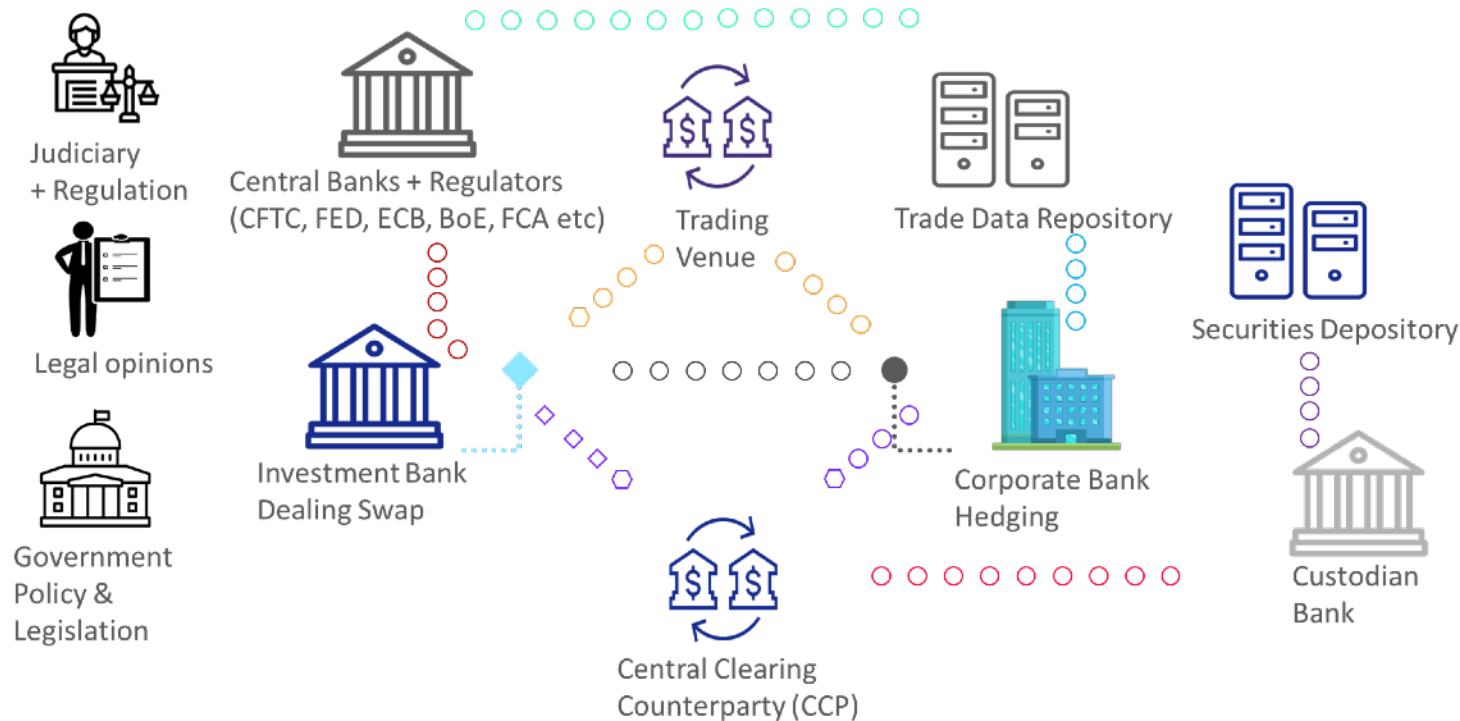 Judiciary
+ Regulation
Central Banks + Regulators
(CFTC, FED, ECB, BoE, FCA etc)
Trading
Venue
Trade Data Repository
Securities Depository
Legal opinions
Investment Bank
Dealing Swap
Corporate Bank
Hedging
Government
Policy &
Legislation
Custodian
Bank
Central Clearing
Counterparty (CCP)